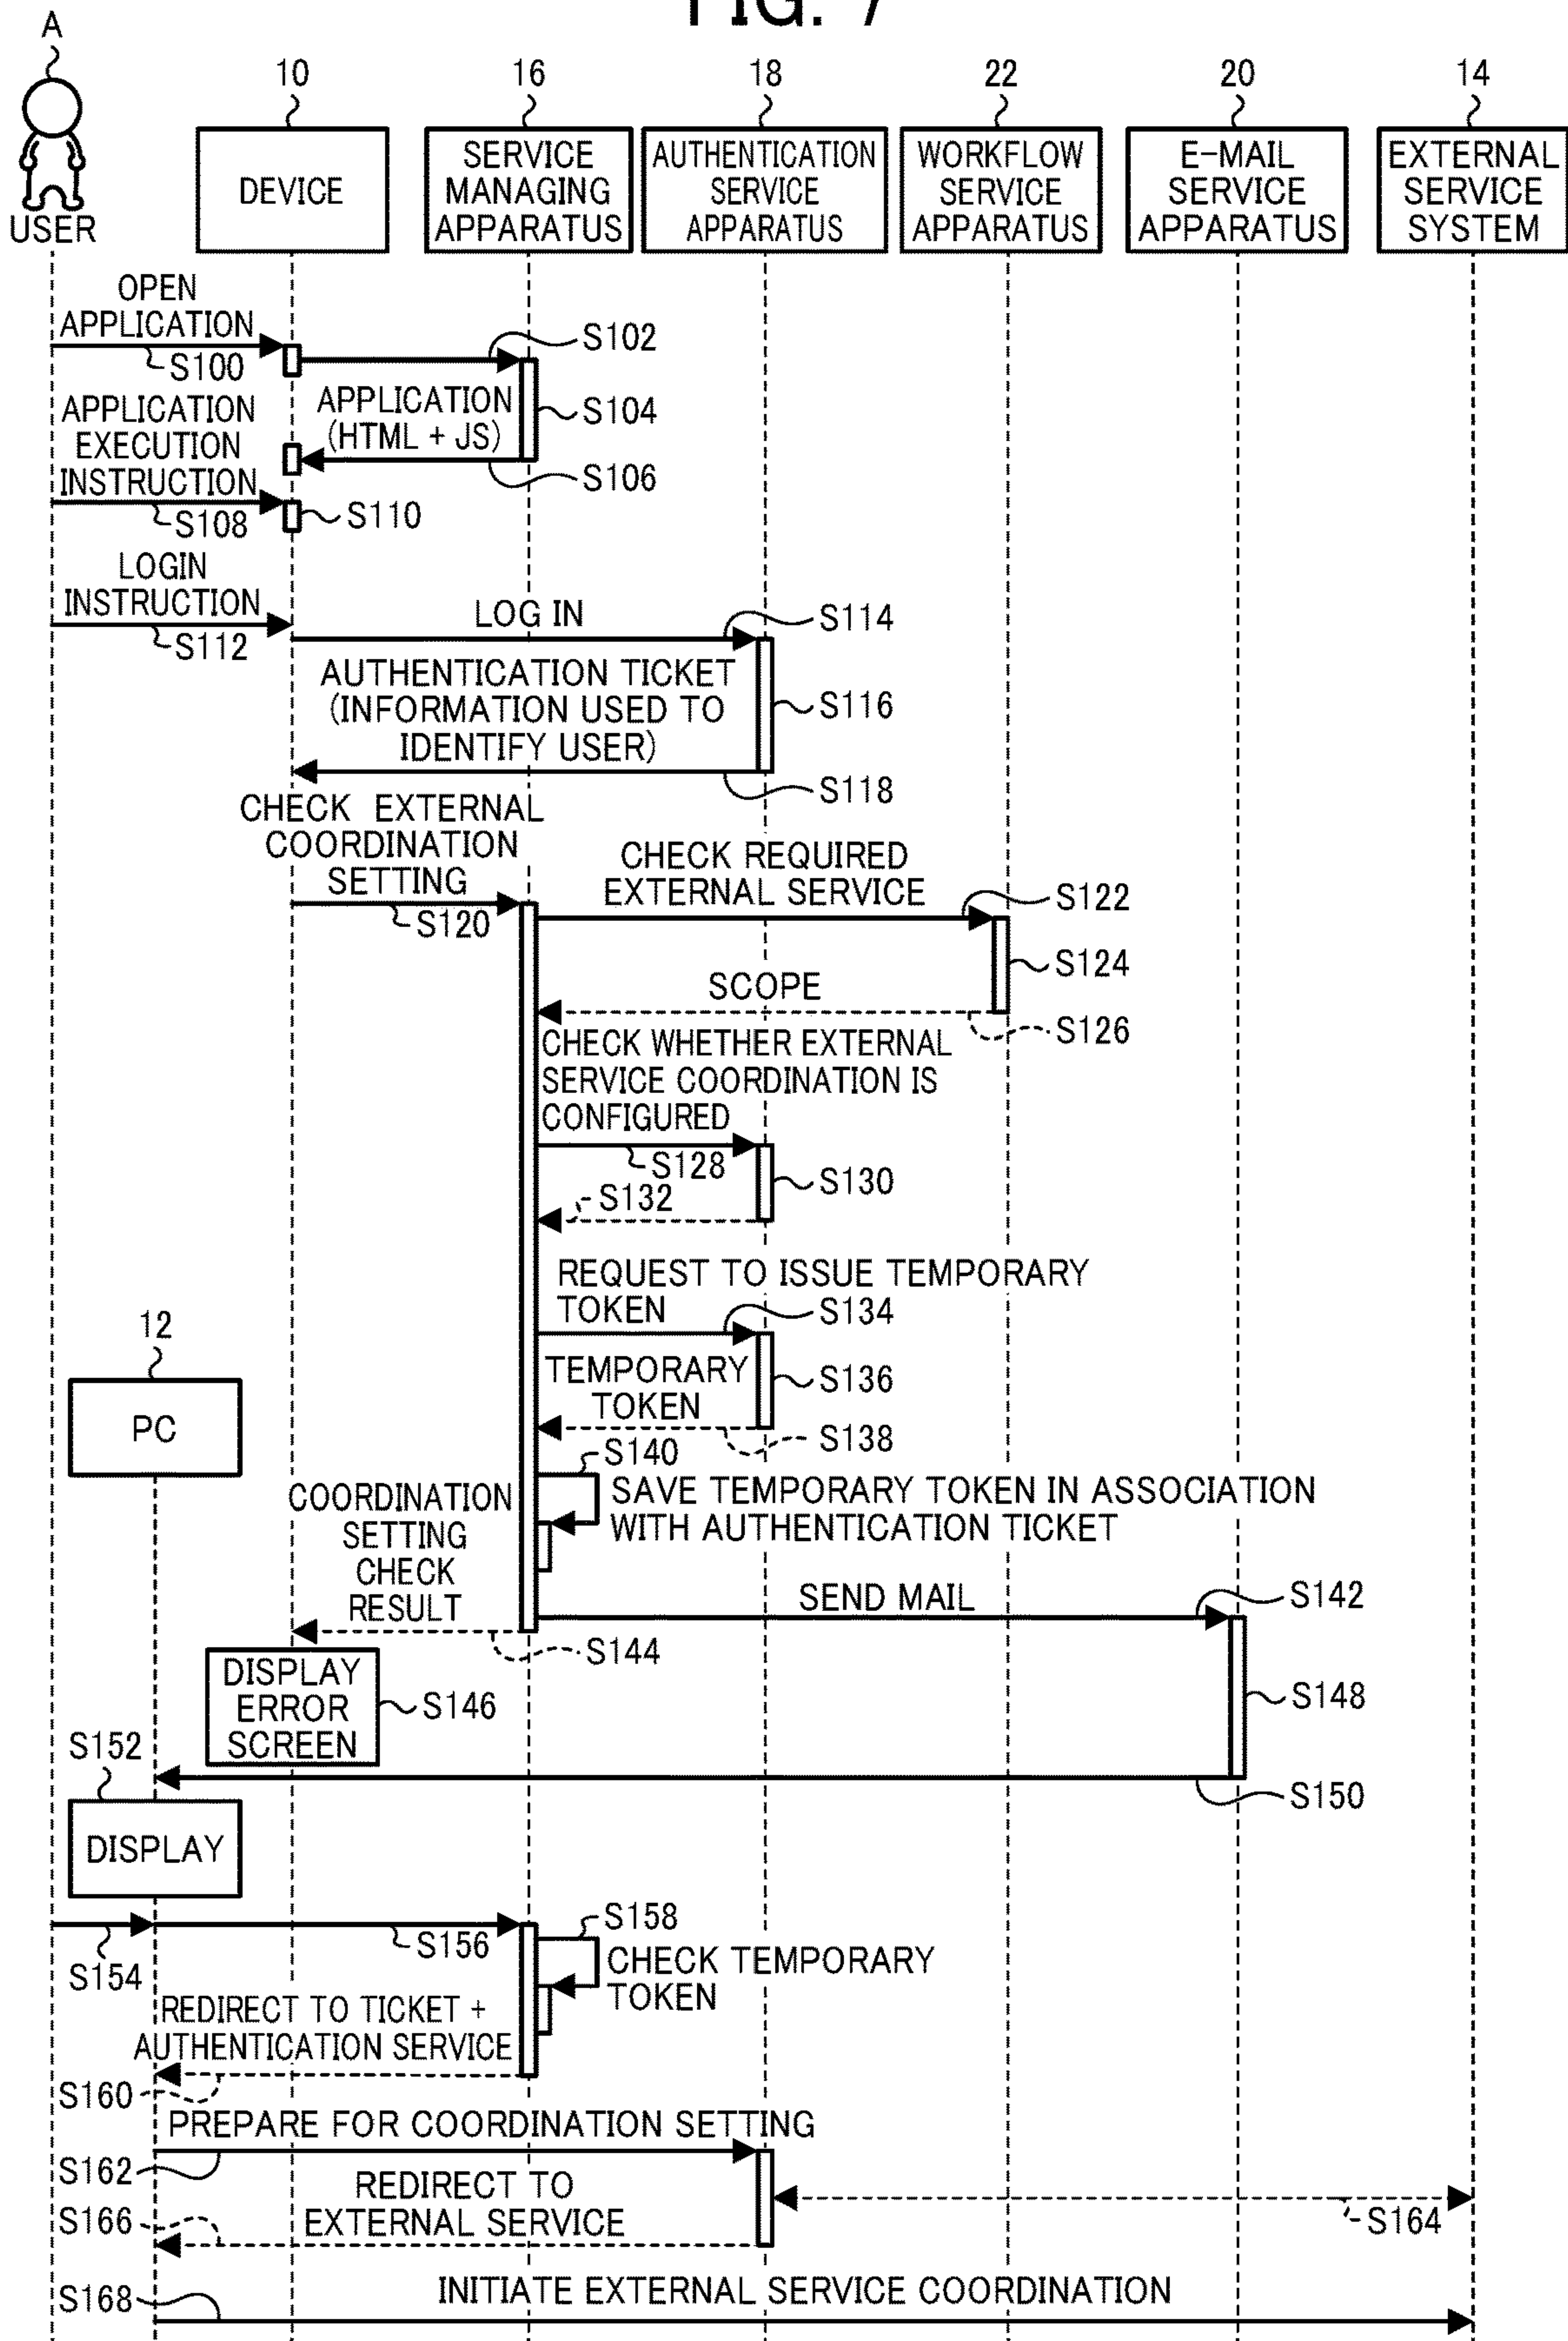 FIG. 7
A
10
16
18
22
20
14
USER
DEVICE
SERVICE
MANAGING
APPARATUS
AUTHENTICATION
SERVICE
APPARATUS
WORKFLOW
SERVICE
APPARATUS
E-MAIL
SERVICE
APPARATUS
EXTERNAL
SERVICE
SYSTEM
OPEN
APPLICATION
S100
S102
APPLICATION
(HTML + JS)
S104
S106
APPLICATION
EXECUTION
INSTRUCTION
S108
S110
LOGIN
INSTRUCTION
S112
LOG IN
S114
AUTHENTICATION TICKET
(INFORMATION USED TO
IDENTIFY USER)
S116
S118
CHECK EXTERNAL
COORDINATION
SETTING
S120
CHECK REQUIRED
EXTERNAL SERVICE
S122
S124
SCOPE
S126
CHECK WHETHER EXTERNAL
SERVICE COORDINATION IS
CONFIGURED
S128
S130
S132
REQUEST TO ISSUE TEMPORARY
TOKEN
S134
12
PC
TEMPORARY
TOKEN
S136
S138
S140
SAVE TEMPORARY TOKEN IN ASSOCIATION
WITH AUTHENTICATION TICKET
COORDINATION
SETTING
CHECK
RESULT
SEND MAIL
S142
S144
DISPLAY
ERROR
SCREEN
S146
S148
S152
S150
DISPLAY
S154
S156
S158
CHECK TEMPORARY
TOKEN
REDIRECT TO TICKET +
AUTHENTICATION SERVICE
S160
PREPARE FOR COORDINATION SETTING
S162
REDIRECT TO
EXTERNAL SERVICE
S164
S166
INITIATE EXTERNAL SERVICE COORDINATION
S168